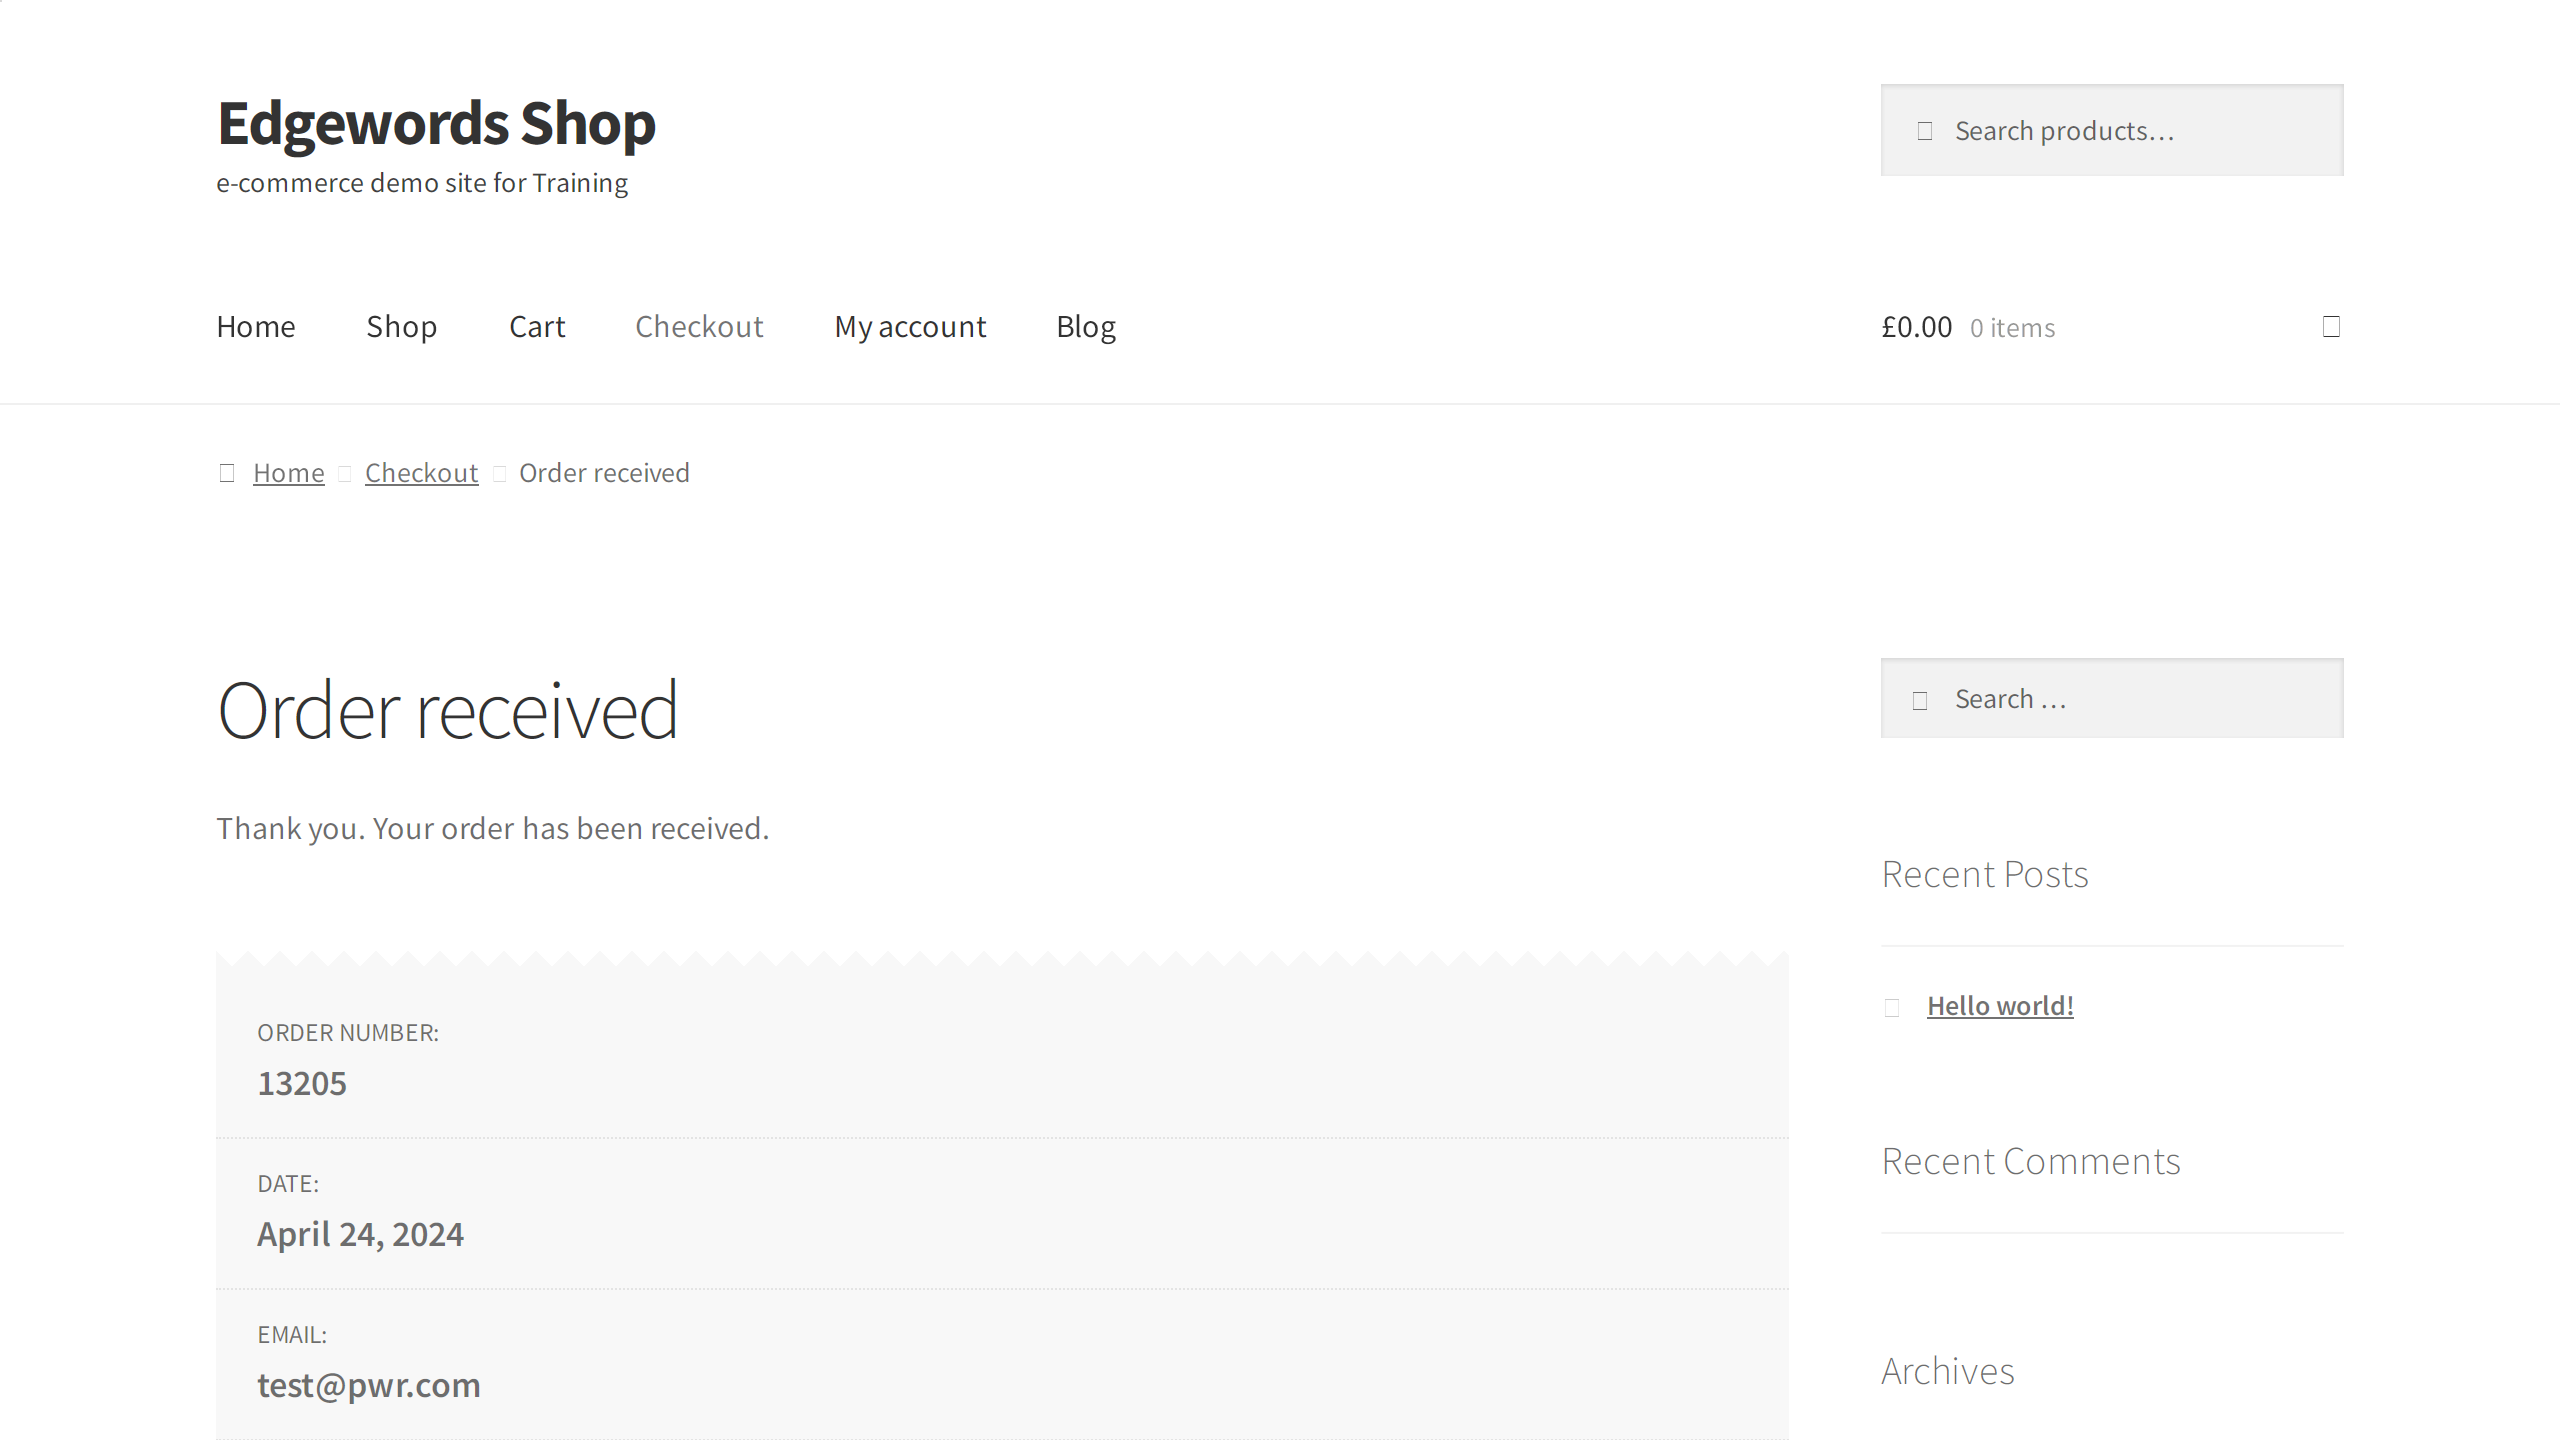 Edgewords Shop
e-commerce demo site for Training
Search products…
Home Shop Cart Checkout My account Blog
£0.00 0 items
Home Checkout Order received
Order received
Thank you. Your order has been received.
ORDER NUMBER:
13205
DATE:
April 24, 2024
EMAIL:
test@pwr.com
Search …
Recent Posts
Hello world!
Recent Comments
Archives